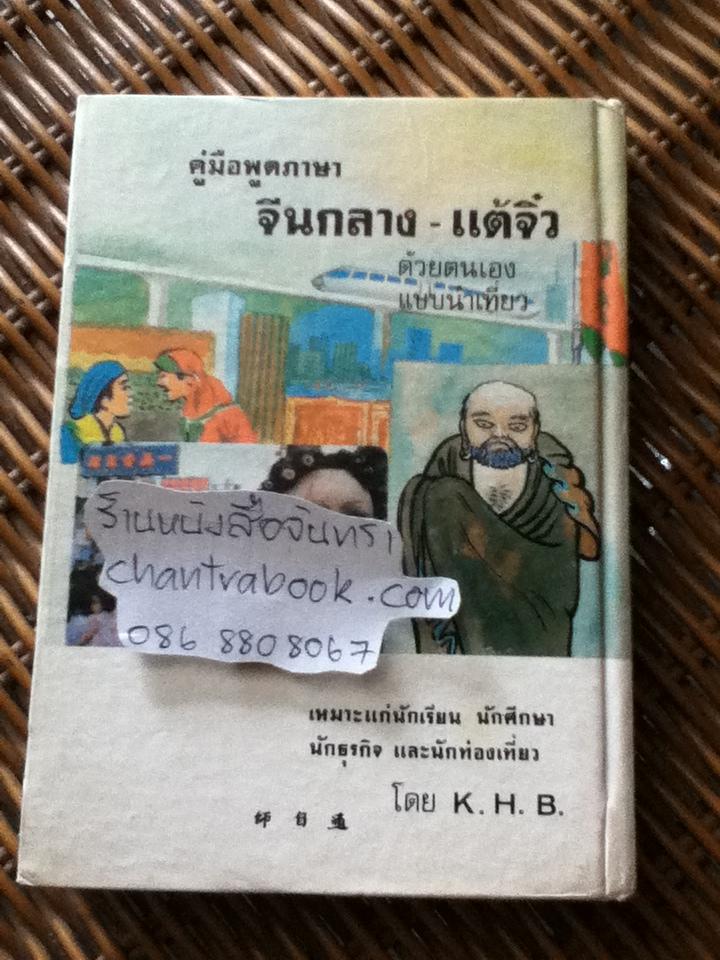 คู่มือพูดภาษา
จีนกลาง - แต้จิ๋ว
ด้วยตนเอง
แบบนำเที่ยว
ร้านหนังสือจันทรา
chantrabook.com
086 8808067
เหมาะแก่นักเรียน นักศึกษา
นักธุรกิจ และนักท่องเที่ยว
โดย K. H. B.
師自通